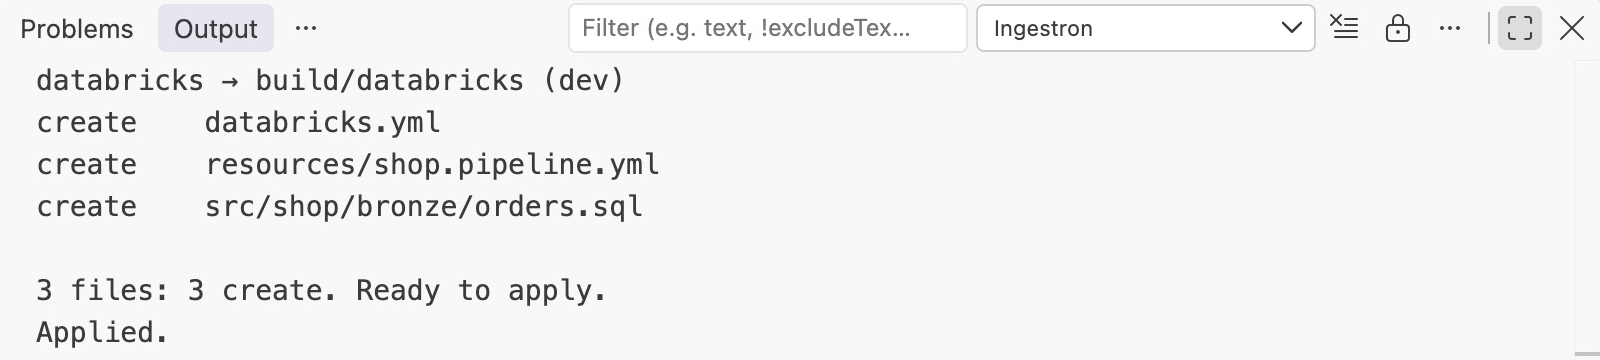 Problems Output ··· Filter (e.g. text, !excludeTex... Ingestron ···
databricks → build/databricks (dev)
create    databricks.yml
create    resources/shop.pipeline.yml
create    src/shop/bronze/orders.sql

3 files: 3 create. Ready to apply.
Applied.